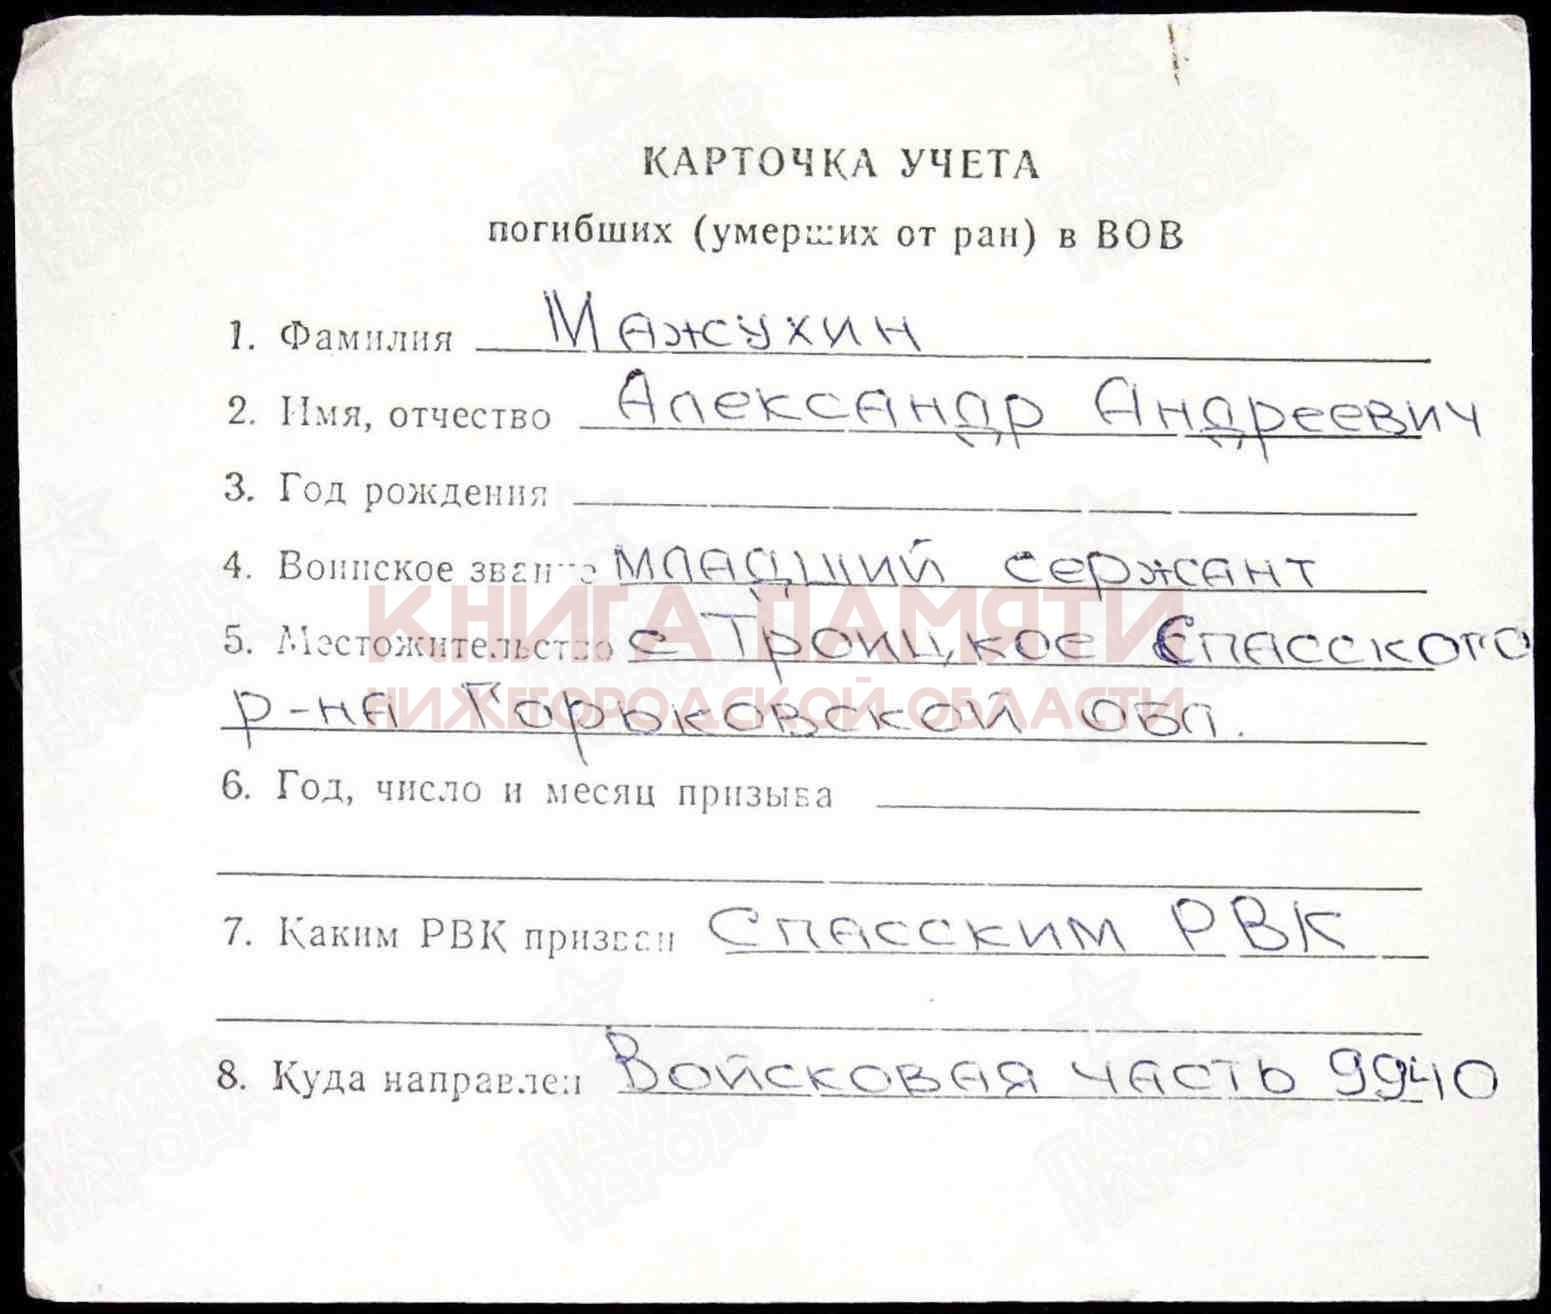 КАРТОЧКА УЧЕТА
погибших (умерших от ран) в ВОВ
1. Фамилия Мажухин
2. Имя, отчество Александр Андреевич
3. Год рождения
4. Воинское звание младший сержант
5. Местожительство с Троицкое Спасского
р-на Горьковской обл.
КНИГА ПАМЯТИ
НИЖЕГОРОДСКОЙ ОБЛАСТИ
6. Год, число и месяц призыва
7. Каким РВК призван Спасским РВК
8. Куда направлен Войсковая часть 9940
ПАМЯТЬ НАРОДА